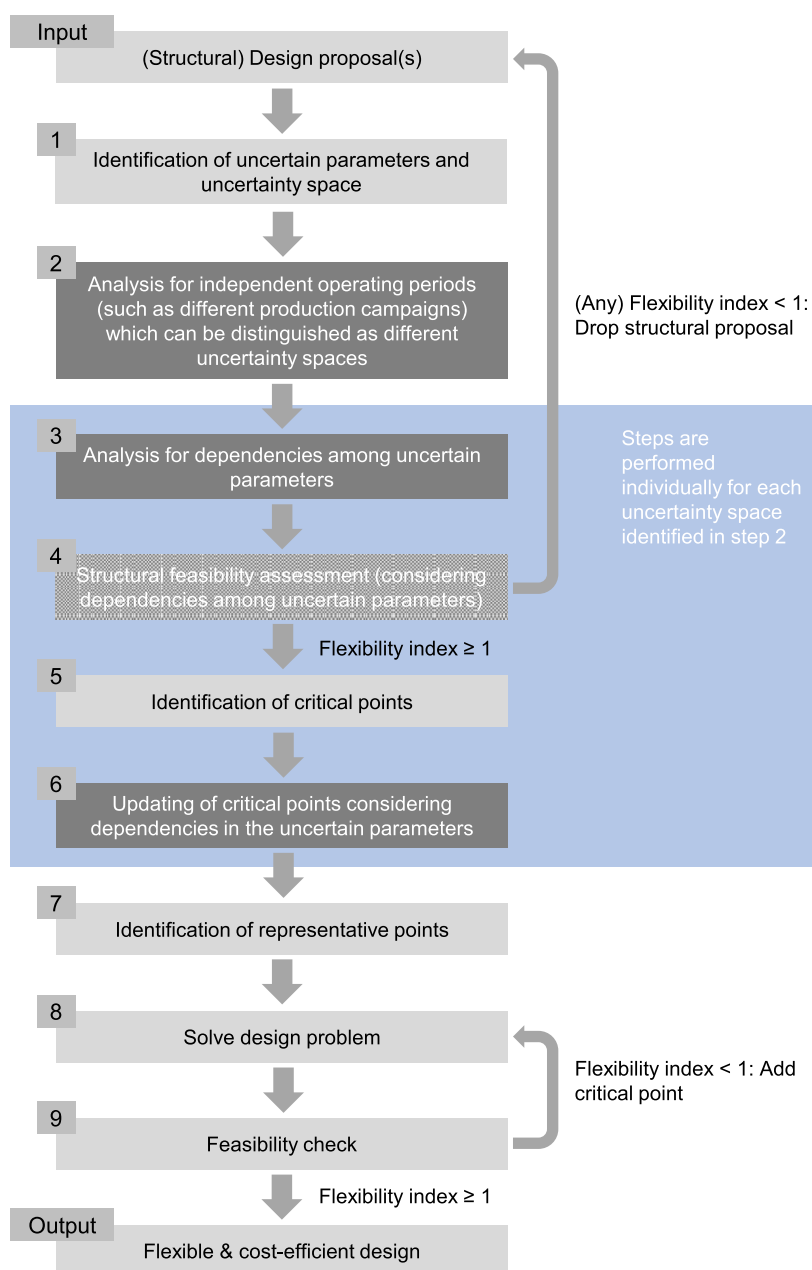 Input
(Structural) Design proposal(s)
1
Identification of uncertain parameters and
uncertainty space
2
Analysis for independent operating periods
(such as different production campaigns)
which can be distinguished as different
uncertainty spaces
(Any) Flexibility index < 1:
Drop structural proposal
3
Analysis for dependencies among uncertain
parameters
Steps are
performed
individually for each
uncertainty space
identified in step 2
4
Structural feasibility assessment (considering
dependencies among uncertain parameters)
Flexibility index ≥ 1
5
Identification of critical points
6
Updating of critical points considering
dependencies in the uncertain parameters
7
Identification of representative points
8
Solve design problem
Flexibility index < 1: Add
critical point
9
Feasibility check
Flexibility index ≥ 1
Output
Flexible & cost-efficient design